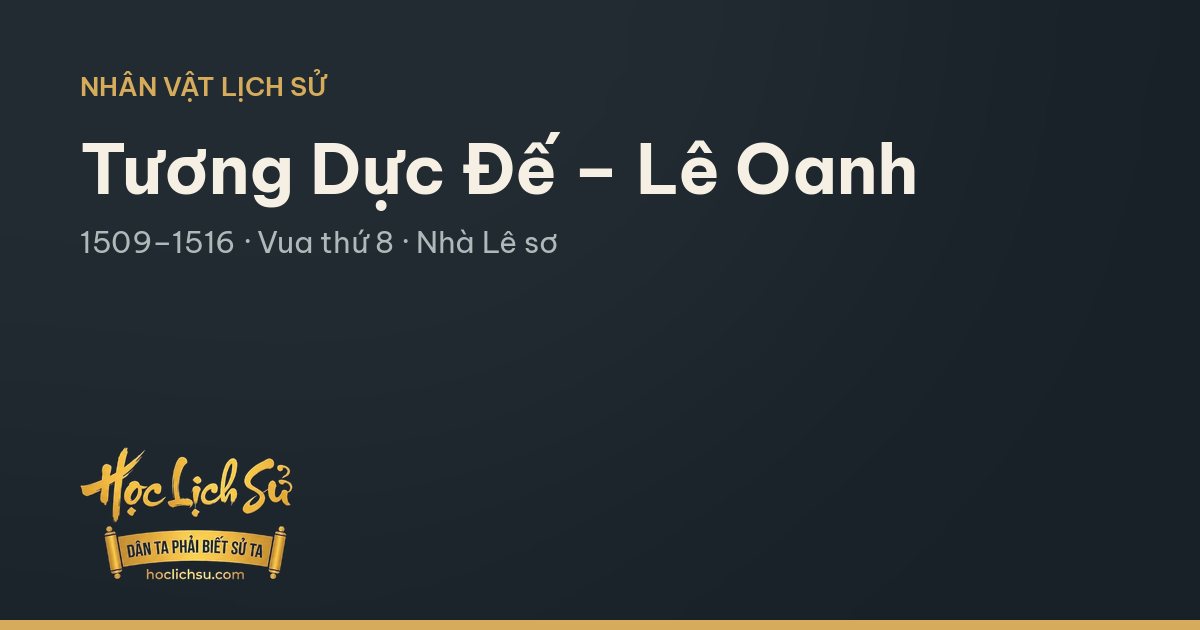 NHÂN VẬT LỊCH SỬ
Tương Dực Đế – Lê Oanh
1509–1516 · Vua thứ 8 · Nhà Lê sơ
Học Lịch Sử
DÂN TA PHẢI BIẾT SỬ TA
hoclichsu.com